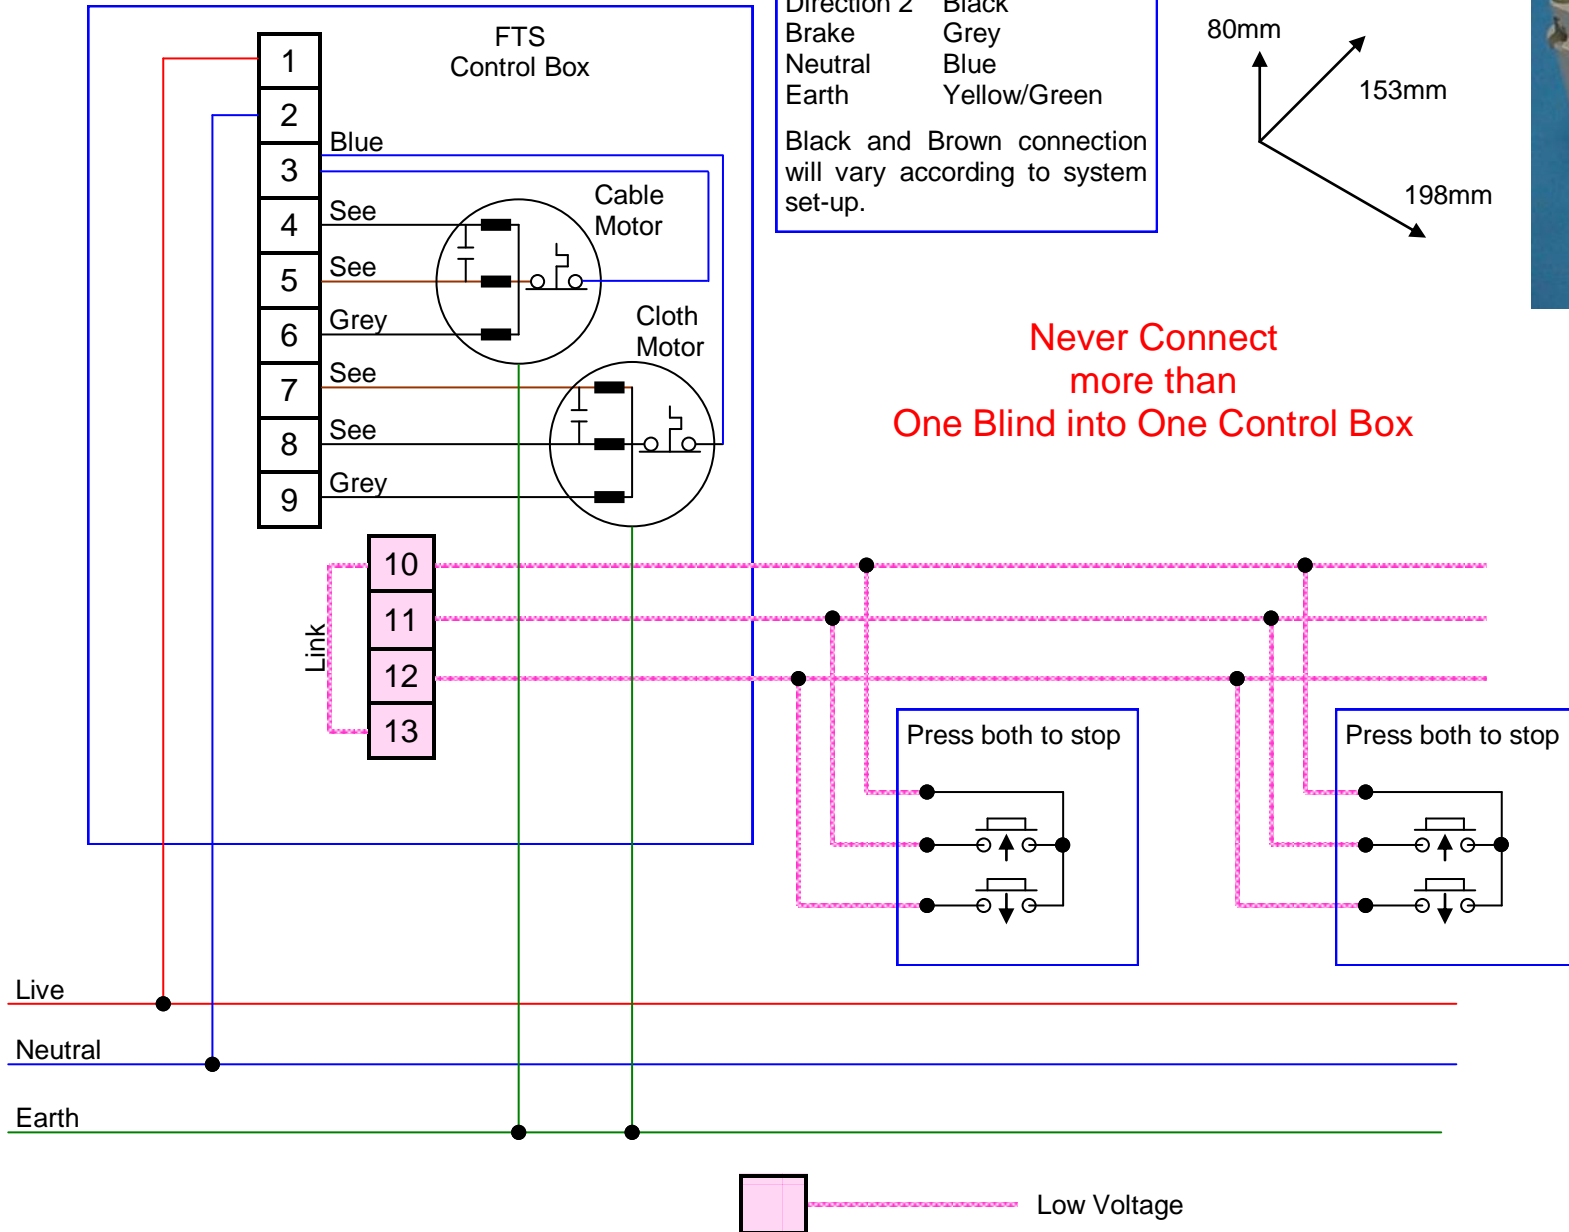 FTS
Control Box
1
2
3
4
5
6
7
8
9
Blue
See
See
Grey
See
See
Grey
Cable
Motor
Cloth
Motor
10
11
12
13
Link
Direction 2 Black
Brake Grey
Neutral Blue
Earth Yellow/Green
Black and Brown connection
will vary according to system
set-up.
80mm
153mm
198mm
Never Connect
more than
One Blind into One Control Box
Press both to stop
Press both to stop
Live
Neutral
Earth
Low Voltage